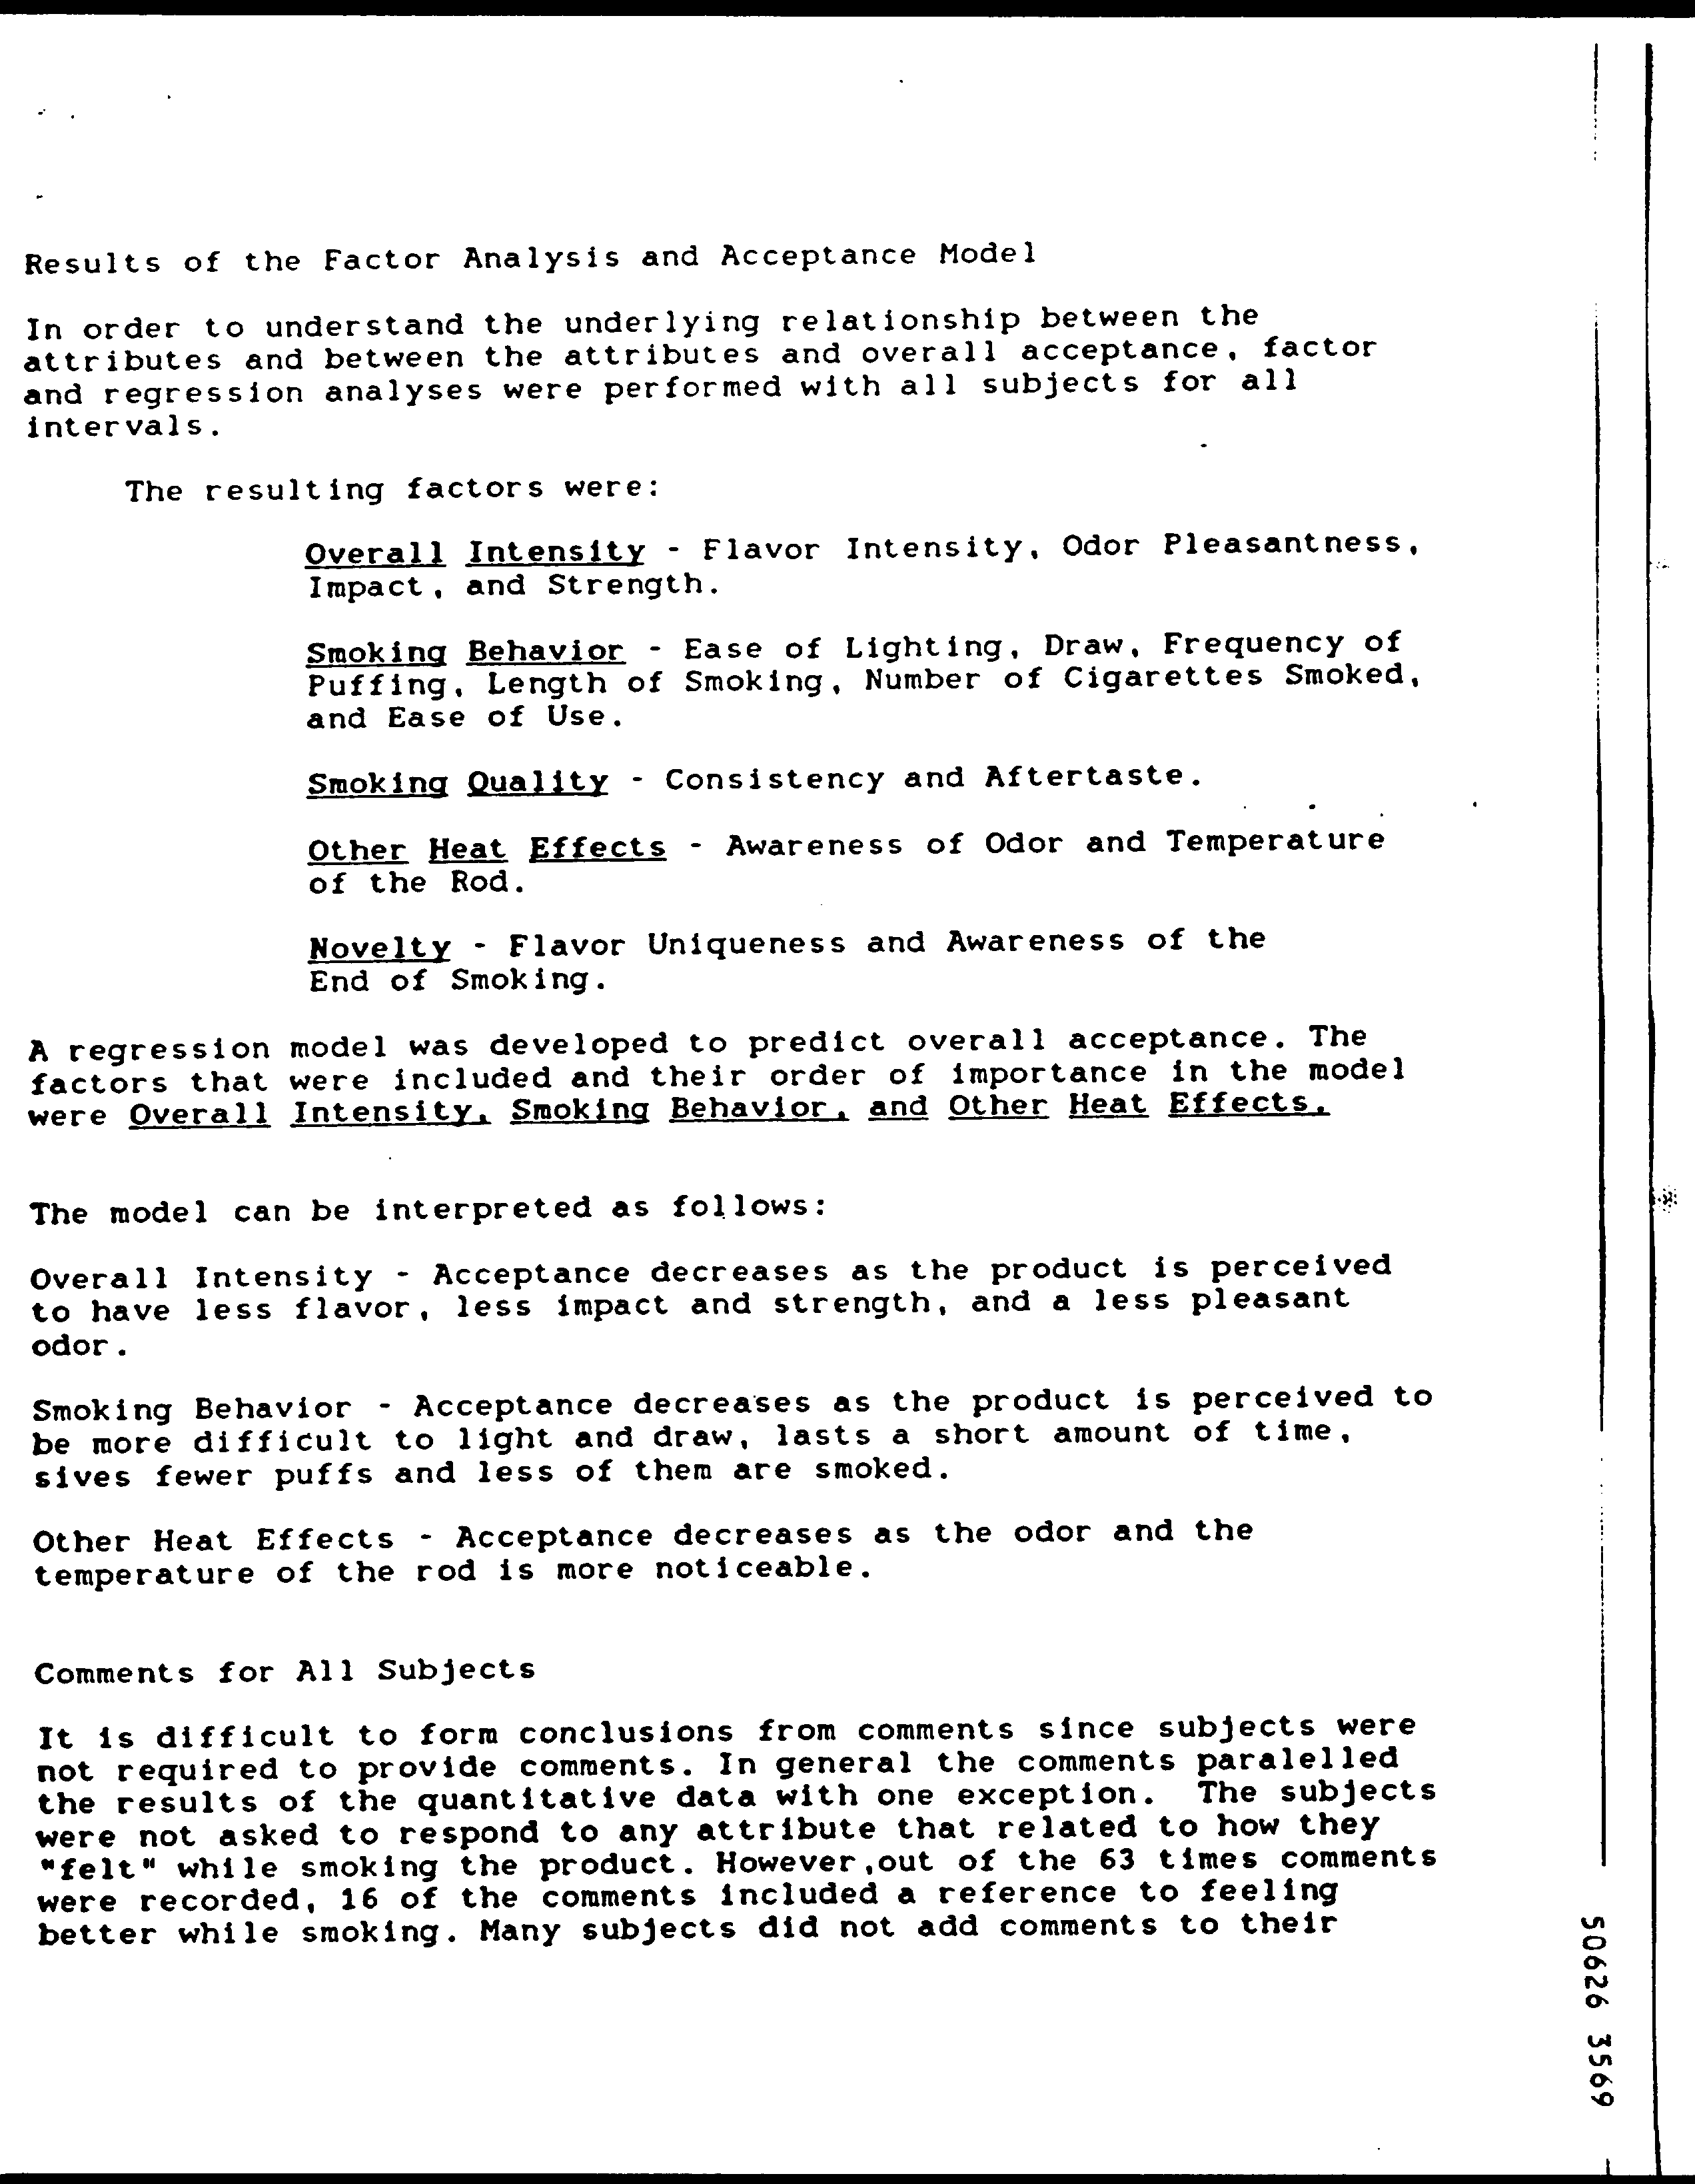 Results of the Factor Analysis and Acceptance Model
In order to understand the underlying relationship between the
attributes and between the attributes and overall acceptance, factor
and regression analyses were performed with all subjects for all
intervals.
The resulting factors were:
Overall Intensity - Flavor Intensity, Odor Pleasantness,
Impact, and Strength.
Smoking Behavior - Ease of Lighting, Draw, Frequency of
Puffing, Length of Smoking, Number of Cigarettes Smoked,
and Ease of Use.
Smoking Quality - Consistency and Aftertaste.
Other Heat Effects - Awareness of Odor and Temperature
of the Rod.
Novelty - Flavor Uniqueness and Awareness of the
End of Smoking.
A regression model was developed to predict overall acceptance. The
factors that were included and their order of importance in the model
were Overall Intensity, Smoking Behavior, and Other Heat Effects.
The model can be interpreted as follows:
Overall Intensity - Acceptance decreases as the product is perceived
to have less flavor, less impact and strength, and a less pleasant
odor.
Smoking Behavior - Acceptance decreases as the product is perceived to
be more difficult to light and draw, lasts a short amount of time,
sives fewer puffs and less of them are smoked.
Other Heat Effects - Acceptance decreases as the odor and the
temperature of the rod is more noticeable.
Comments for All Subjects
It is difficult to form conclusions from comments since subjects were
not required to provide comments. In general the comments paralelled
the results of the quantitative data with one exception. The subjects
were not asked to respond to any attribute that related to how they
"felt" while smoking the product. However,out of the 63 times comments
were recorded, 16 of the comments included a reference to feeling
better while smoking. Many subjects did not add comments to their
50626 3569